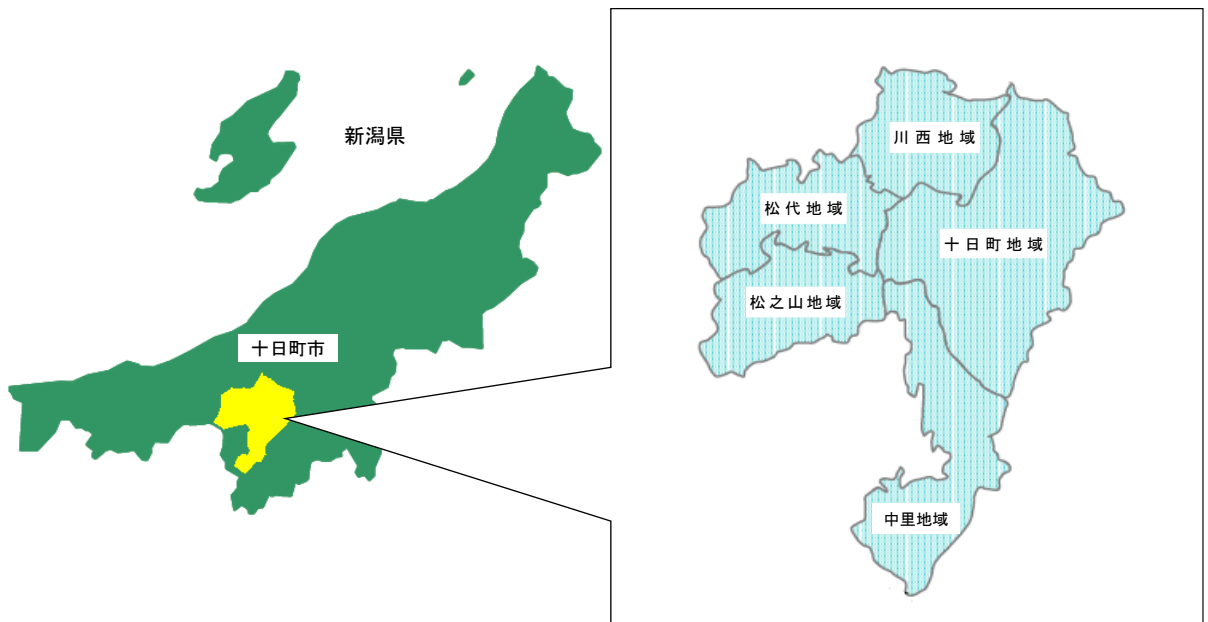 新潟県
十日町市
川西地域
松代地域
十日町地域
松之山地域
中里地域